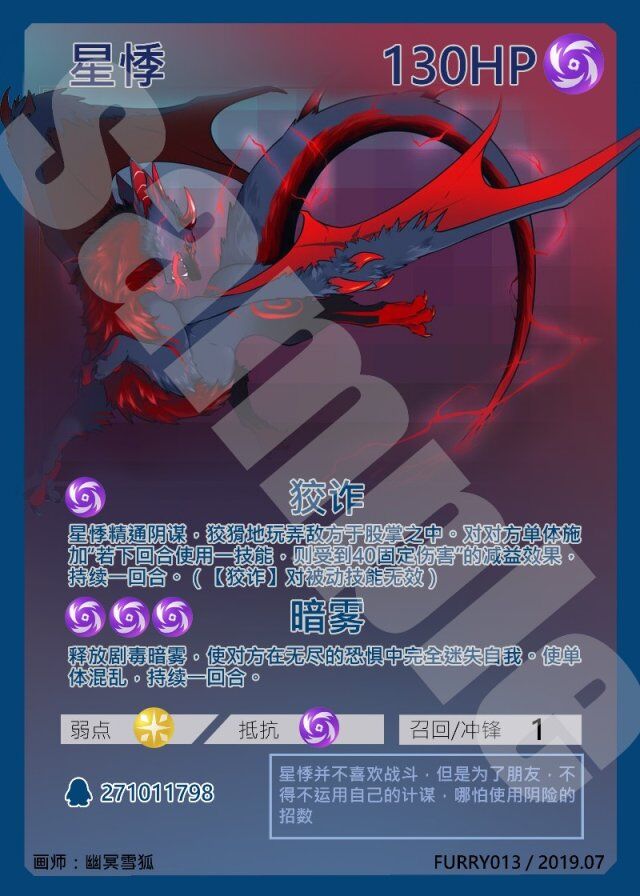 星悸
130HP
狡诈
星悸精通阴谋，狡猾地玩弄敌方于股掌之中。对对方单体施
加“若下回合使用一技能，则受到40固定伤害”的减益效果，
持续一回合。（【狡诈】对被动技能无效）
暗雾
释放剧毒暗雾，使对方在无尽的恐惧中完全迷失自我。使单
体混乱，持续一回合。
弱点 抵抗 召回/冲锋 1
271011798
星悸并不喜欢战斗，但是为了朋友，不
得不运用自己的计谋，哪怕使用阴险的
招数
画师：幽冥雪狐
FURRY013 / 2019.07
Sample